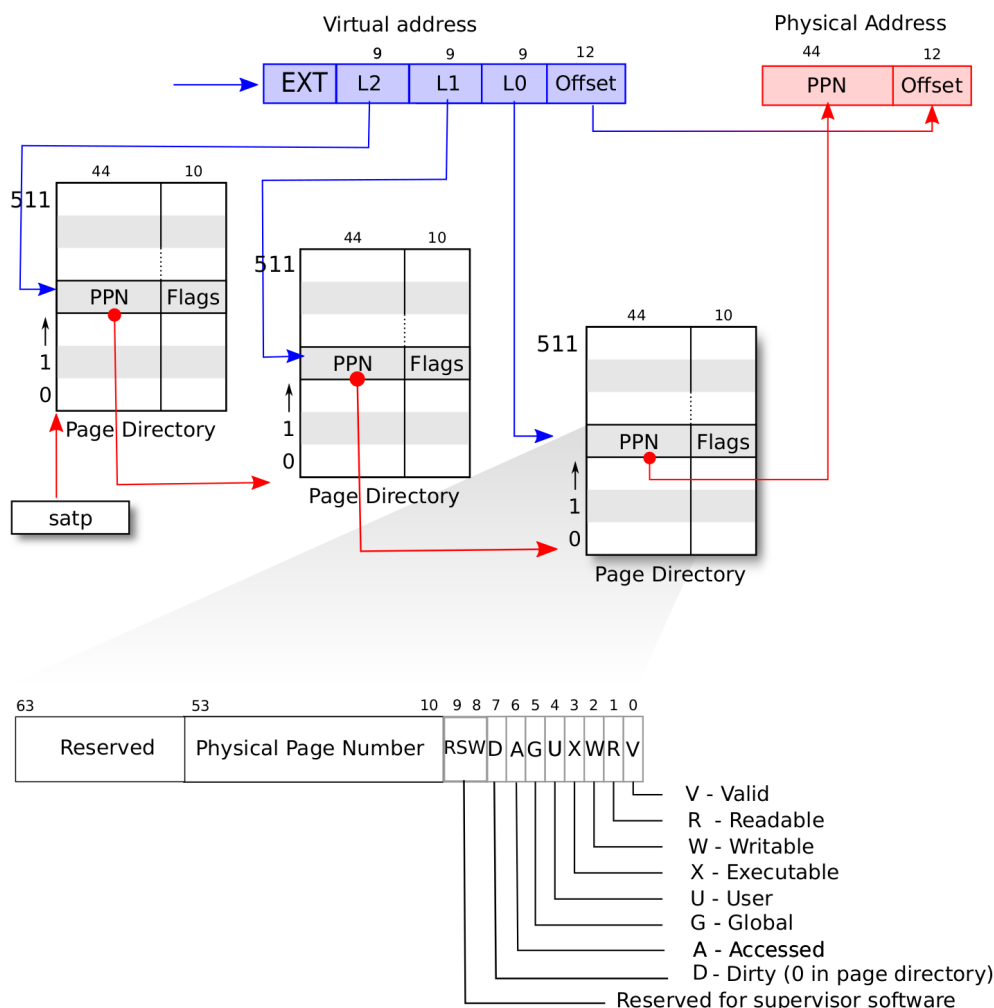 Virtual address
Physical Address
9 9 9 12
44 12
EXT L2 L1 L0 Offset
PPN Offset
44 10
511
PPN Flags
1
0
Page Directory
satp
44 10
511
PPN Flags
1
0
Page Directory
44 10
511
PPN Flags
1
0
Page Directory
63 53 10 9 8 7 6 5 4 3 2 1 0
Reserved Physical Page Number RSW D A G U X W R V
V - Valid
R - Readable
W - Writable
X - Executable
U - User
G - Global
A - Accessed
D - Dirty (0 in page directory)
Reserved for supervisor software